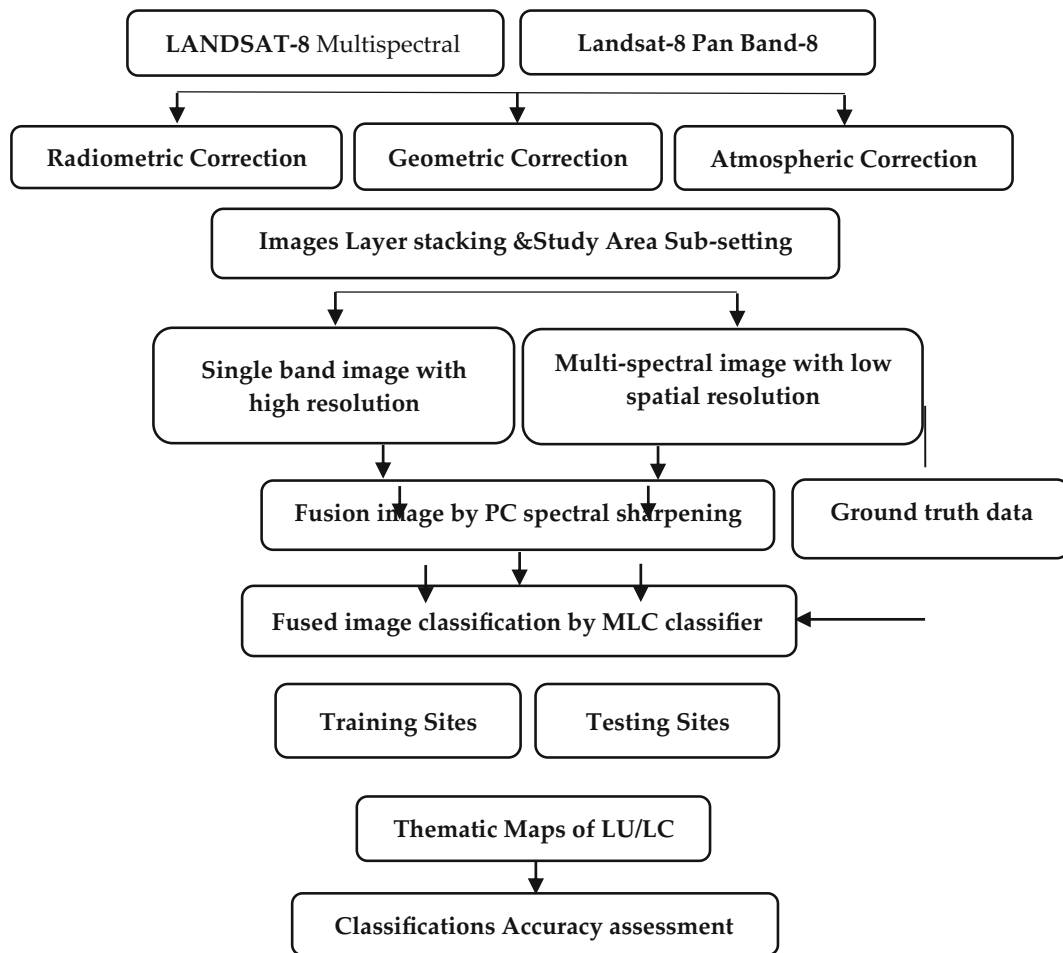 LANDSAT-8 Multispectral
Landsat-8 Pan Band-8
Radiometric Correction
Geometric Correction
Atmospheric Correction
Images Layer stacking &Study Area Sub-setting
Single band image with
high resolution
Multi-spectral image with low
spatial resolution
Fusion image by PC spectral sharpening
Ground truth data
Fused image classification by MLC classifier
Training Sites
Testing Sites
Thematic Maps of LU/LC
Classifications Accuracy assessment